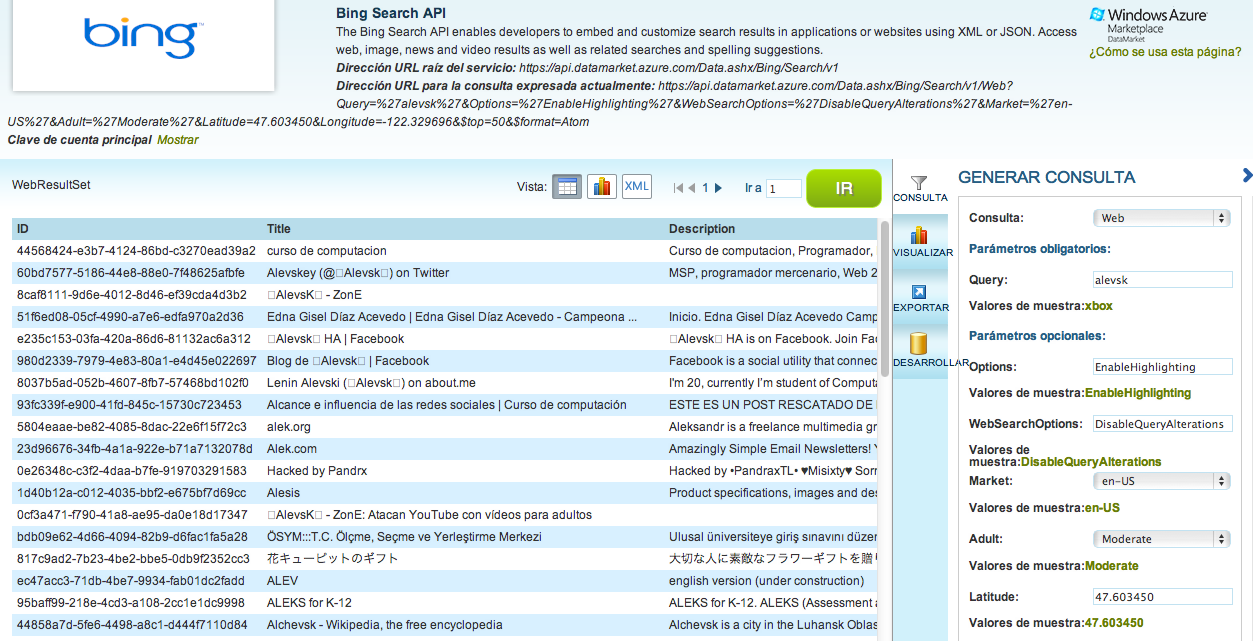 bing™
Bing Search API
The Bing Search API enables developers to embed and customize search results in applications or websites using XML or JSON. Access
web, image, news and video results as well as related searches and spelling suggestions.
Dirección URL raíz del servicio: https://api.datamarket.azure.com/Data.ashx/Bing/Search/v1
Dirección URL para la consulta expresada actualmente: https://api.datamarket.azure.com/Data.ashx/Bing/Search/v1/Web?
Query=%27alevsk%27&Options=%27EnableHighlighting%27&WebSearchOptions=%27DisableQueryAlterations%27&Market=%27en-
US%27&Adult=%27Moderate%27&Latitude=47.603450&Longitude=-122.329696&$top=50&$format=Atom
Clave de cuenta principal Mostrar
Windows Azure
Marketplace
DataMarket
¿Cómo se usa esta página?
WebResultSet
Vista: XML 1 Ir a 1 IR
ID Title Description
44568424-e3b7-4124-86bd-c3270ead39a2 curso de computacion Curso de computacion, Programador,
60bd7577-5186-44e8-88e0-7f48625afbfe Alevskey (@□Alevsk□) on Twitter MSP, programador mercenario, Web 2
8caf8111-9d6e-4012-8d46-ef39cda4d3b2 □AlevsK□ - ZonE
51f6ed08-05cf-4990-a7e6-edfa970a2d36 Edna Gisel Díaz Acevedo | Edna Gisel Díaz Acevedo - Campeona ... Inicio. Edna Gisel Díaz Acevedo Camp
e235c153-03fa-420a-86d6-81132ac6a312 □AlevsK□ HA | Facebook □AlevsK□ HA is on Facebook. Join Fac
980d2339-7979-4e83-80a1-e4d45e022697 Blog de □AlevsK□ | Facebook Facebook is a social utility that connec
8037b5ad-052b-4607-8fb7-57468bd102f0 Lenin Alevski (□Alevsk□) on about.me I'm 20, currently I'm student of Computa
93fc339f-e900-41fd-845c-15730c723453 Alcance e influencia de las redes sociales | Curso de computación ESTE ES UN POST RESCATADO DE
5804eaae-be82-4085-8dac-22e6f15f72c3 alek.org Aleksandr is a freelance multimedia gr
23d96676-34fb-4a1a-922e-b71a7132078d Alek.com Amazingly Simple Email Newsletters! Y
0e26348c-c3f2-4daa-b7fe-919703291583 Hacked by Pandrx Hacked by •PandraxTL• ♥Misixty♥ Sorr
1d40b12a-c012-4035-bbf2-e675bf7d69cc Alesis Product specifications, images and des
0cf3a471-f790-41a8-ae95-da0e18d17347 □AlevsK□ - ZonE: Atacan YouTube con vídeos para adultos
bdb09e62-4d66-4094-82b9-d6fac1fa5a28 ÖSYM:::T.C. Ölçme, Seçme ve Yerleştirme Merkezi Ulusal üniversiteye giriş sınavını düzen
817c9ad2-7b23-4be2-bbe5-0db9f2352cc3 花キューピットのギフト 大切な人に素敵なフラワーギフトを贈り
ec47acc3-71db-4be7-9934-fab01dc2fadd ALEV english version (under construction)
95baff99-218e-4cd3-a108-2cc1e1dc9998 ALEKS for K-12 ALEKS for K-12. ALEKS (Assessment a
44858a7d-5fe6-4498-a8c1-d444f7110d84 Alchevsk - Wikipedia, the free encyclopedia Alchevsk is a city in the Luhansk Oblas
CONSULTA
VISUALIZAR
EXPORTAR
DESARROLLAR
GENERAR CONSULTA
Consulta: Web
Parámetros obligatorios:
Query: alevsk
Valores de muestra:xbox
Parámetros opcionales:
Options: EnableHighlighting
Valores de muestra:EnableHighlighting
WebSearchOptions: DisableQueryAlterations
Valores de
muestra:DisableQueryAlterations
Market: en-US
Valores de muestra:en-US
Adult: Moderate
Valores de muestra:Moderate
Latitude: 47.603450
Valores de muestra:47.603450